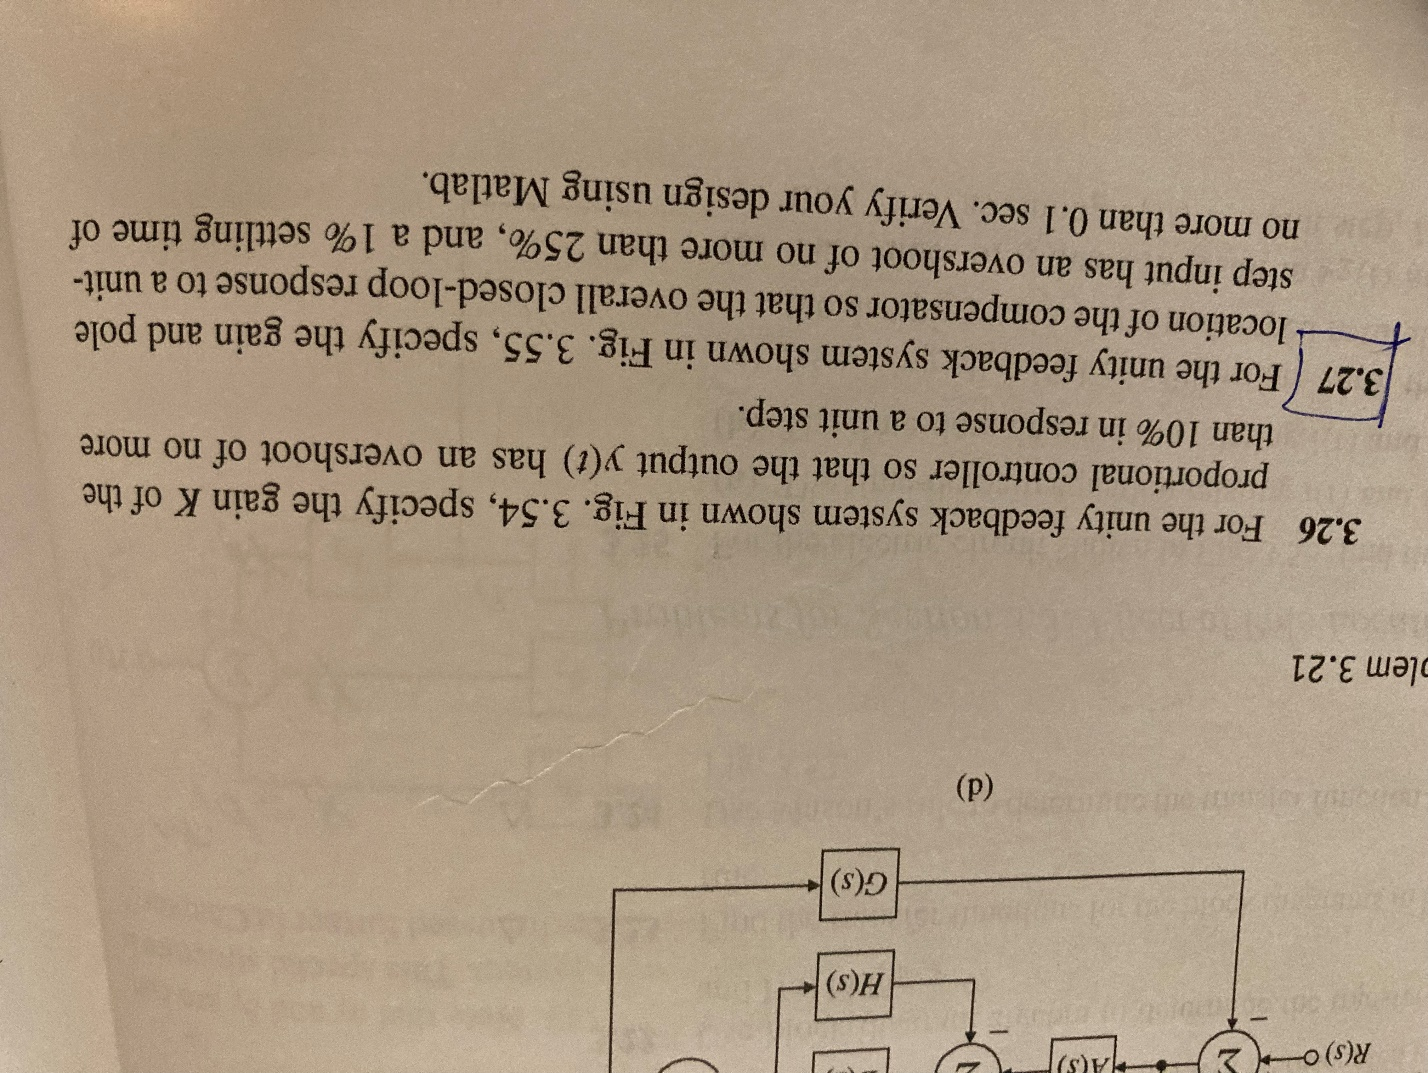 R(s)
Σ
A(s)
Σ
−
−
H(s)
G(s)
(d)
3.21
3.26 For the unity feedback system shown in Fig. 3.54, specify the gain K of the
proportional controller so that the output y(t) has an overshoot of no more
than 10% in response to a unit step.
3.27 For the unity feedback system shown in Fig. 3.55, specify the gain and pole
location of the compensator so that the overall closed-loop response to a unit-
step input has an overshoot of no more than 25%, and a 1% settling time of
no more than 0.1 sec. Verify your design using Matlab.